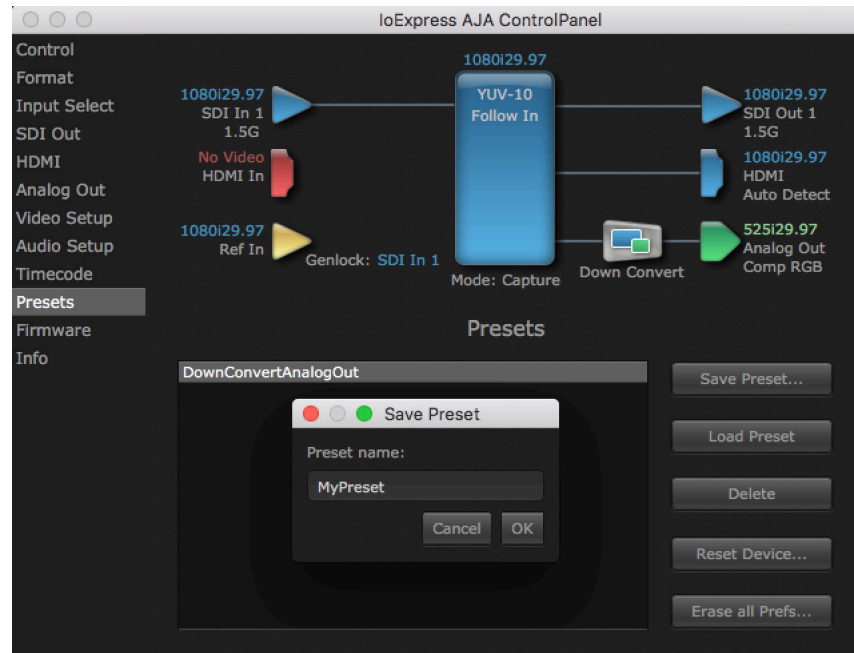 IoExpress AJA ControlPanel
Control
Format
Input Select
SDI Out
HDMI
Analog Out
Video Setup
Audio Setup
Timecode
Presets
Firmware
Info
1080i29.97
1080i29.97
SDI In 1
1.5G
No Video
HDMI In
1080i29.97
Ref In
Genlock: SDI In 1
YUV-10
Follow In
Mode: Capture
Down Convert
1080i29.97
SDI Out 1
1.5G
1080i29.97
HDMI
Auto Detect
525i29.97
Analog Out
Comp RGB
Presets
DownConvertAnalogOut
Save Preset
Preset name:
MyPreset
Cancel
OK
Save Preset...
Load Preset
Delete
Reset Device...
Erase all Prefs...